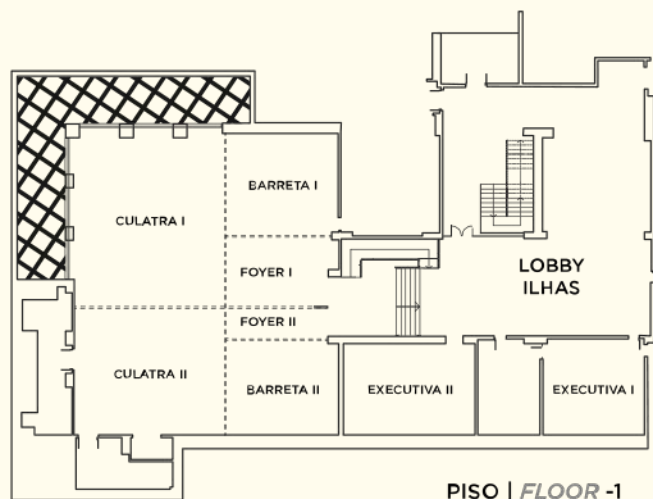 BARRETA I
CULATRA I
FOYER I
LOBBY
ILHAS
FOYER II
CULATRA II
BARRETA II
EXECUTIVA II
EXECUTIVA I
PISO | FLOOR -1